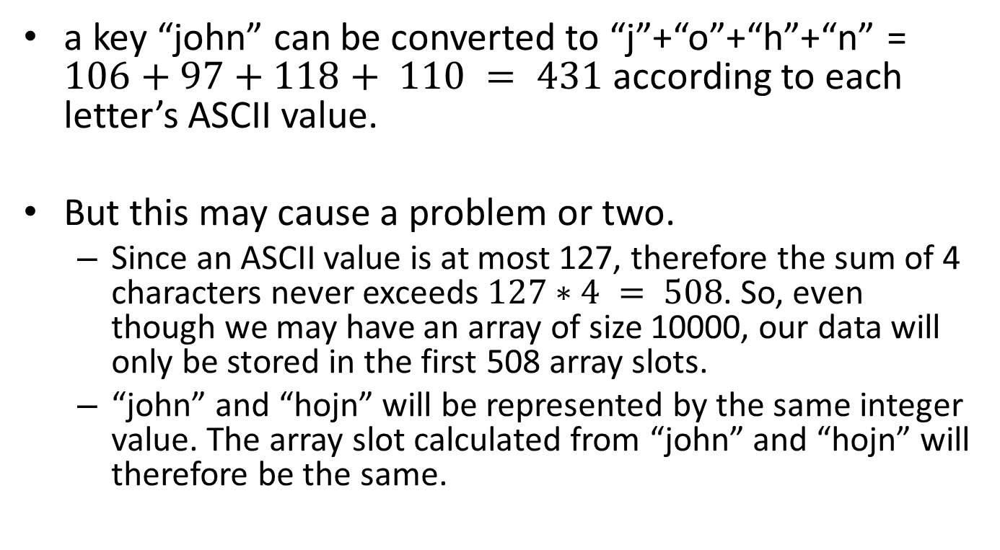 • a key “john” can be converted to “j”+“o”+“h”+“n” =
106 + 97 + 118 + 110 = 431 according to each
letter’s ASCII value.
• But this may cause a problem or two.
– Since an ASCII value is at most 127, therefore the sum of 4
characters never exceeds 127 ∗ 4 = 508. So, even
though we may have an array of size 10000, our data will
only be stored in the first 508 array slots.
– “john” and “hojn” will be represented by the same integer
value. The array slot calculated from “john” and “hojn” will
therefore be the same.